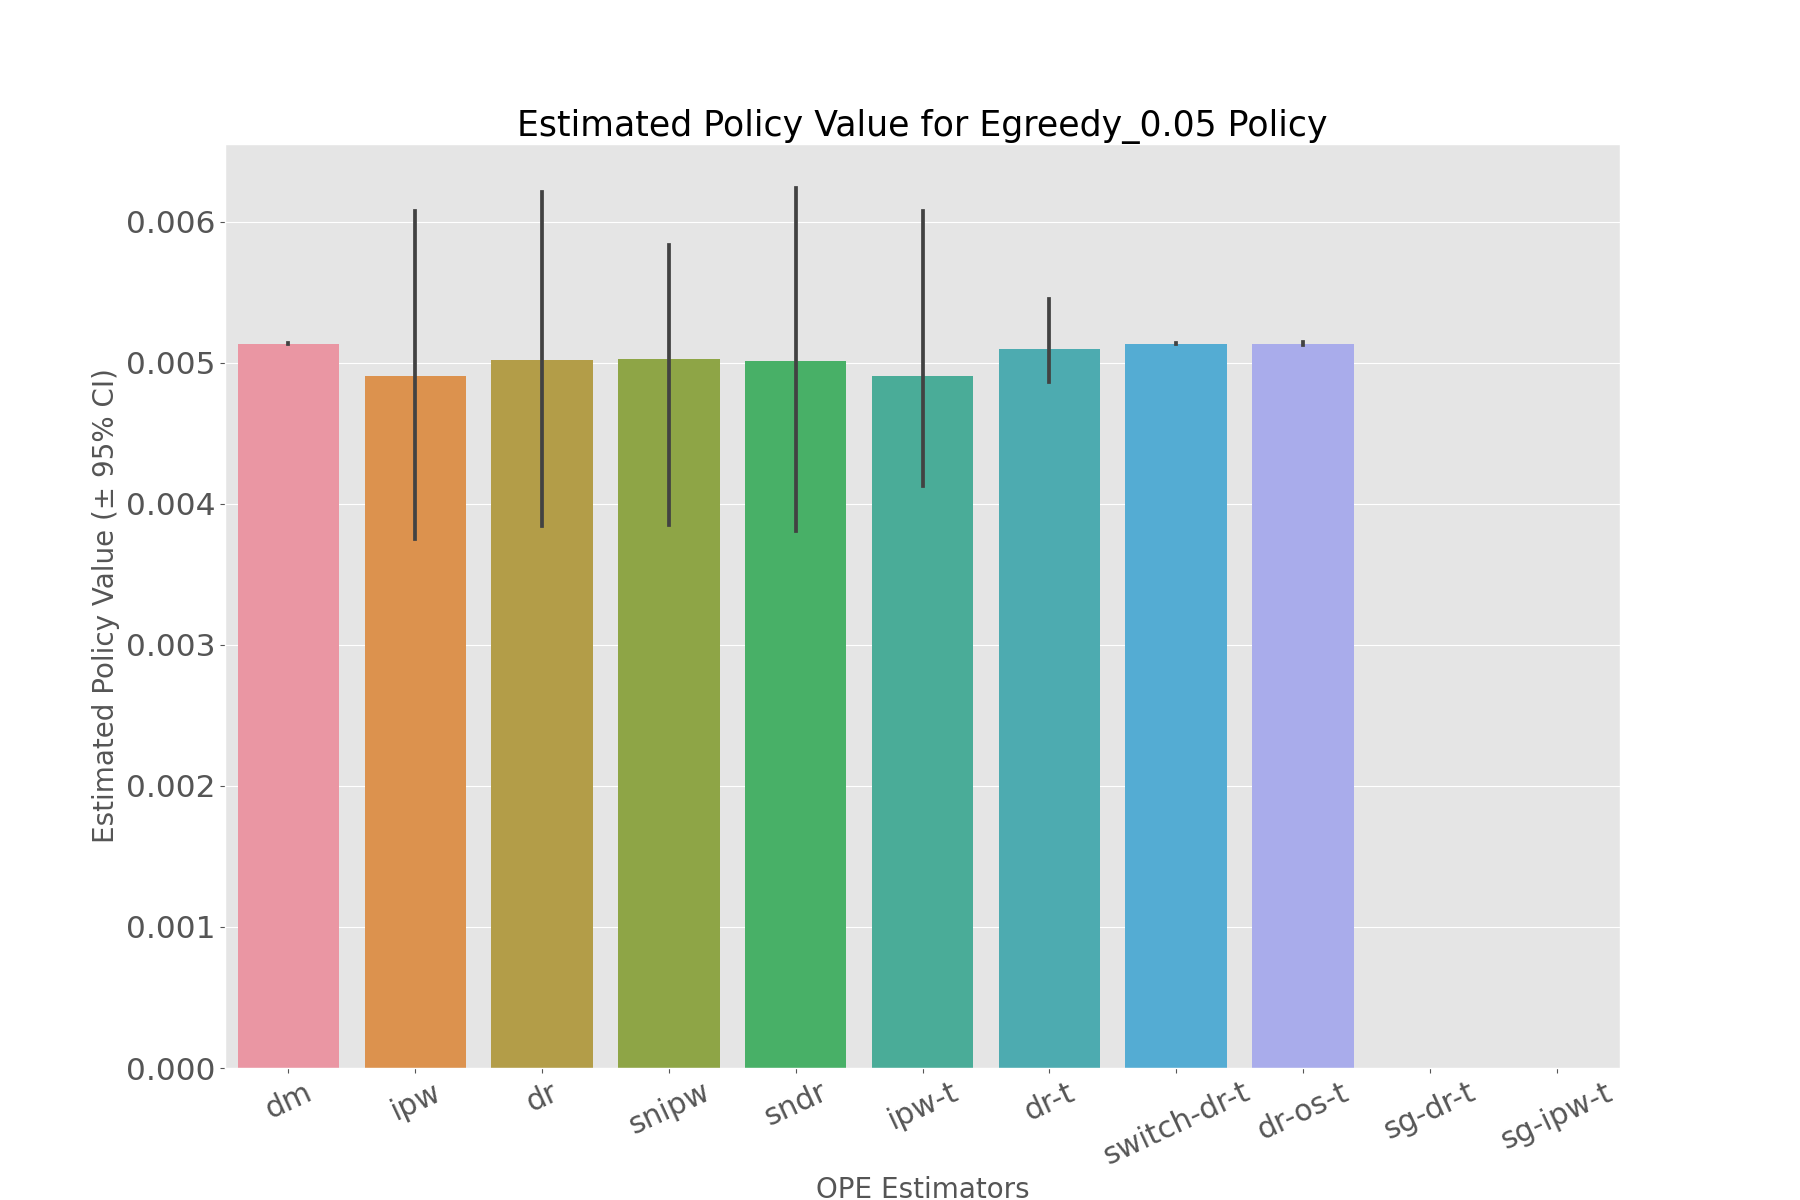 Estimated Policy Value for Egreedy_0.05 Policy
Estimated Policy Value (± 95% CI)
0.006
0.005
0.004
0.003
0.002
0.001
0.000
dm ipw dr snipw sndr ipw-t dr-t switch-dr-t dr-os-t sg-dr-t sg-ipw-t
OPE Estimators